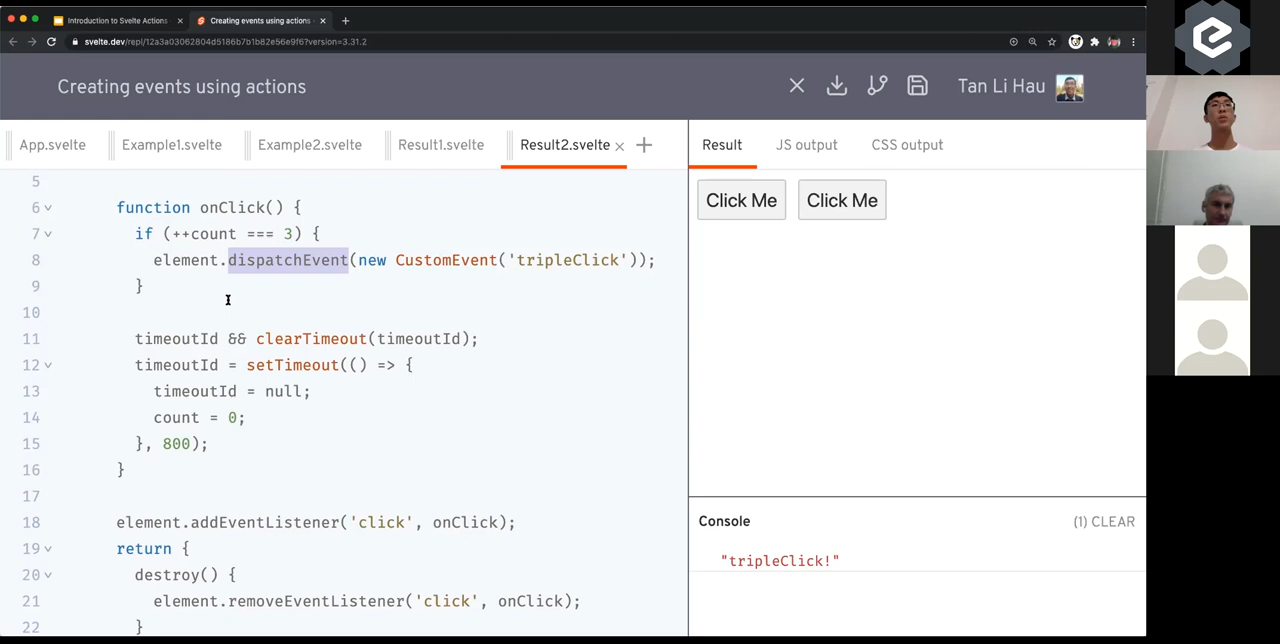 Introduction to Svelte Actions
Creating events using actions
svelte.dev/repl/12a3a03062804d5186b7b1b82e56e9f6?version=3.31.2
Creating events using actions
Tan Li Hau
App.svelte
Example1.svelte
Example2.svelte
Result1.svelte
Result2.svelte
Result
JS output
CSS output
5
6 function onClick() {
7 if (++count === 3) {
8 element.dispatchEvent(new CustomEvent('tripleClick'));
9 }
10
11 timeoutId && clearTimeout(timeoutId);
12 timeoutId = setTimeout(() => {
13 timeoutId = null;
14 count = 0;
15 }, 800);
16 }
17
18 element.addEventListener('click', onClick);
19 return {
20 destroy() {
21 element.removeEventListener('click', onClick);
22 }
Click Me
Click Me
Console
(1) CLEAR
"tripleClick!"